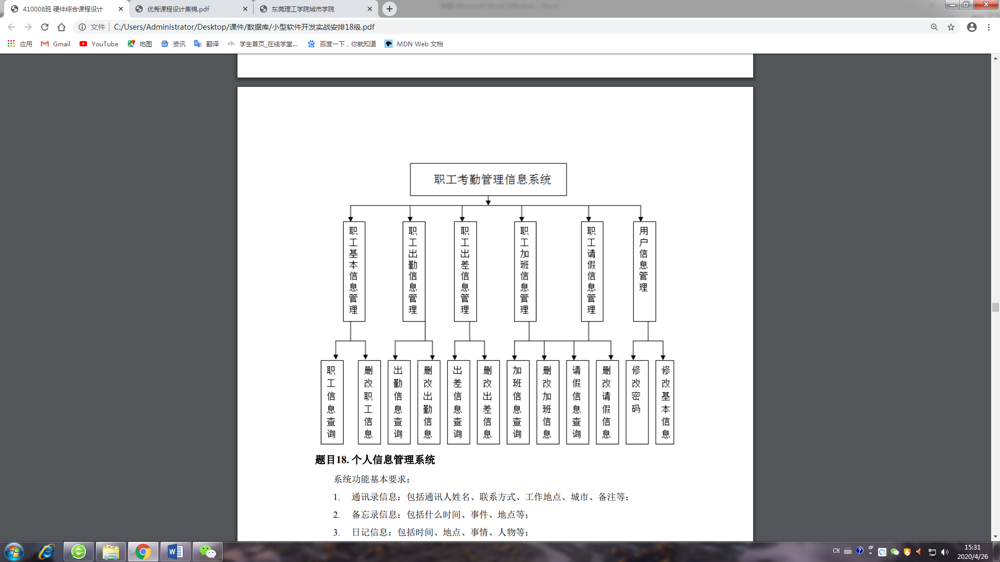 410008班 硬件综合课程设计
优秀课程设计集锦.pdf
东莞理工学院城市学院
文件
C:/Users/Administrator/Desktop/课件/数据库/小型软件开发实战安排18级.pdf
应用
Gmail
YouTube
地图
资讯
翻译
学生首页_在线学堂...
百度一下，你就知道
MDN Web 文档
职工考勤管理信息系统
职工基本信息管理
职工出勤信息管理
职工出差信息管理
职工加班信息管理
职工请假信息管理
用户信息管理
职工信息查询
删改职工信息
出勤信息查询
删改出勤信息
出差信息查询
删改出差信息
加班信息查询
删改加班信息
请假信息查询
删改请假信息
修改密码
修改基本信息
题目18. 个人信息管理系统
系统功能基本要求：
1. 通讯录信息：包括通讯人姓名、联系方式、工作地点、城市、备注等；
2. 备忘录信息：包括什么时间、事件、地点等；
3. 日记信息：包括时间、地点、事情、人物等；
CH
15:31
2020/4/26